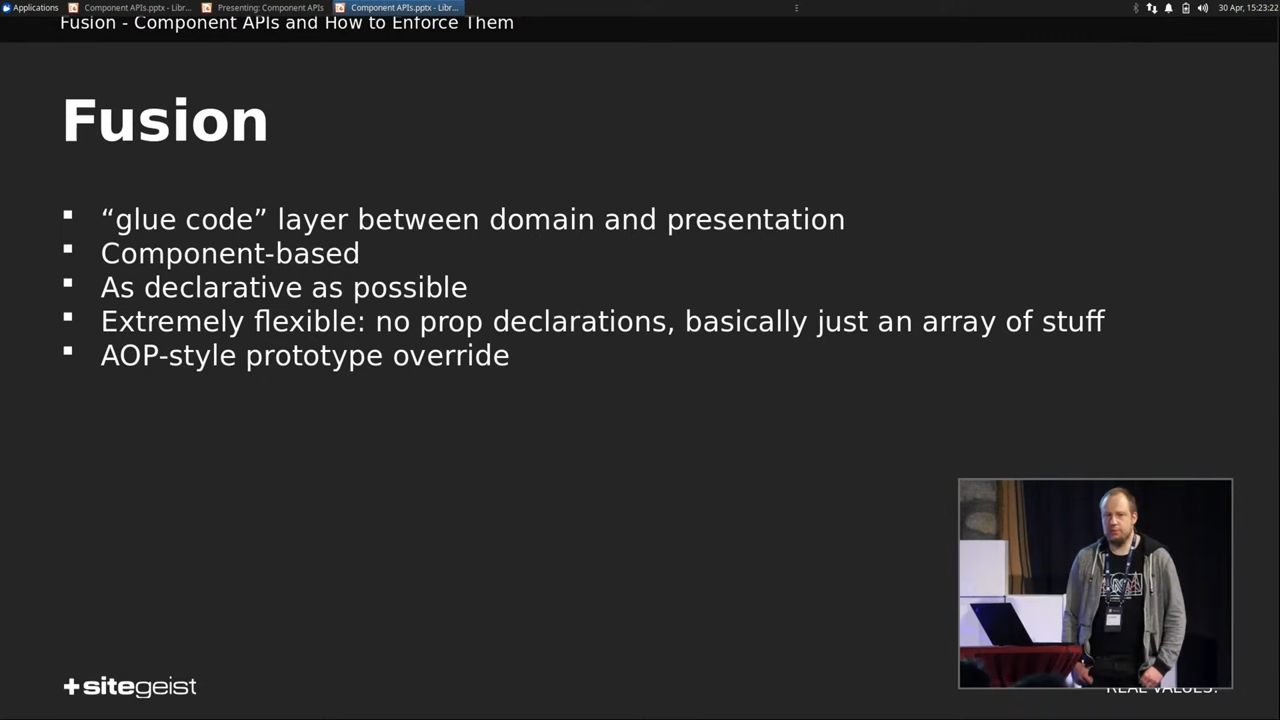 Applications
Component APIs.pptx - Libr...
Presenting: Component APIs
Component APIs.pptx - Libr...
30 Apr, 15:23:22
Fusion - Component APIs and How to Enforce Them
Fusion
“glue code” layer between domain and presentation
Component-based
As declarative as possible
Extremely flexible: no prop declarations, basically just an array of stuff
AOP-style prototype override
sitegeist
REAL VALUES.